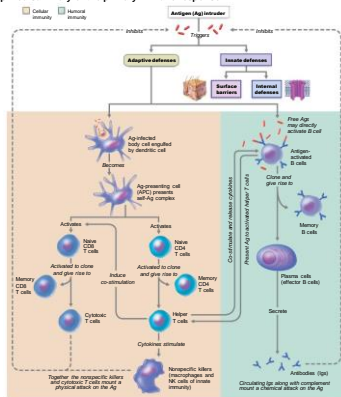 Cellular
immunity
Humoral
immunity
Antigen (Ag) intruder
Inhibits
Triggers
Inhibits
Adaptive defenses
Innate defenses
Surface
barriers
Internal
defenses
Free Ags
may directly
activate B cell
Ag-infected
body cell engulfed
by dendritic cell
Antigen-
activated
B cells
Becomes
Clone and
give rise to
Ag-presenting cell
(APC) presents
self-Ag complex
Co-stimulate and release cytokines
Present Ag to activated helper T cells
Memory
B cells
Activates
Activates
Naive
CD8
T cells
Naive
CD4
T cells
Activated to clone
and give rise to
Induce
co-stimulation
Activated to clone
and give rise to
Memory
CD8
T cells
Memory
CD4
T cells
Plasma cells
(effector B cells)
Cytotoxic
T cells
Helper
T cells
Secrete
Cytokines stimulate
Together the nonspecific killers
and cytotoxic T cells mount a
physical attack on the Ag
Nonspecific killers
(macrophages and
NK cells of innate
immunity)
Antibodies (Igs)
Circulating Igs along with complement
mount a chemical attack on the Ag